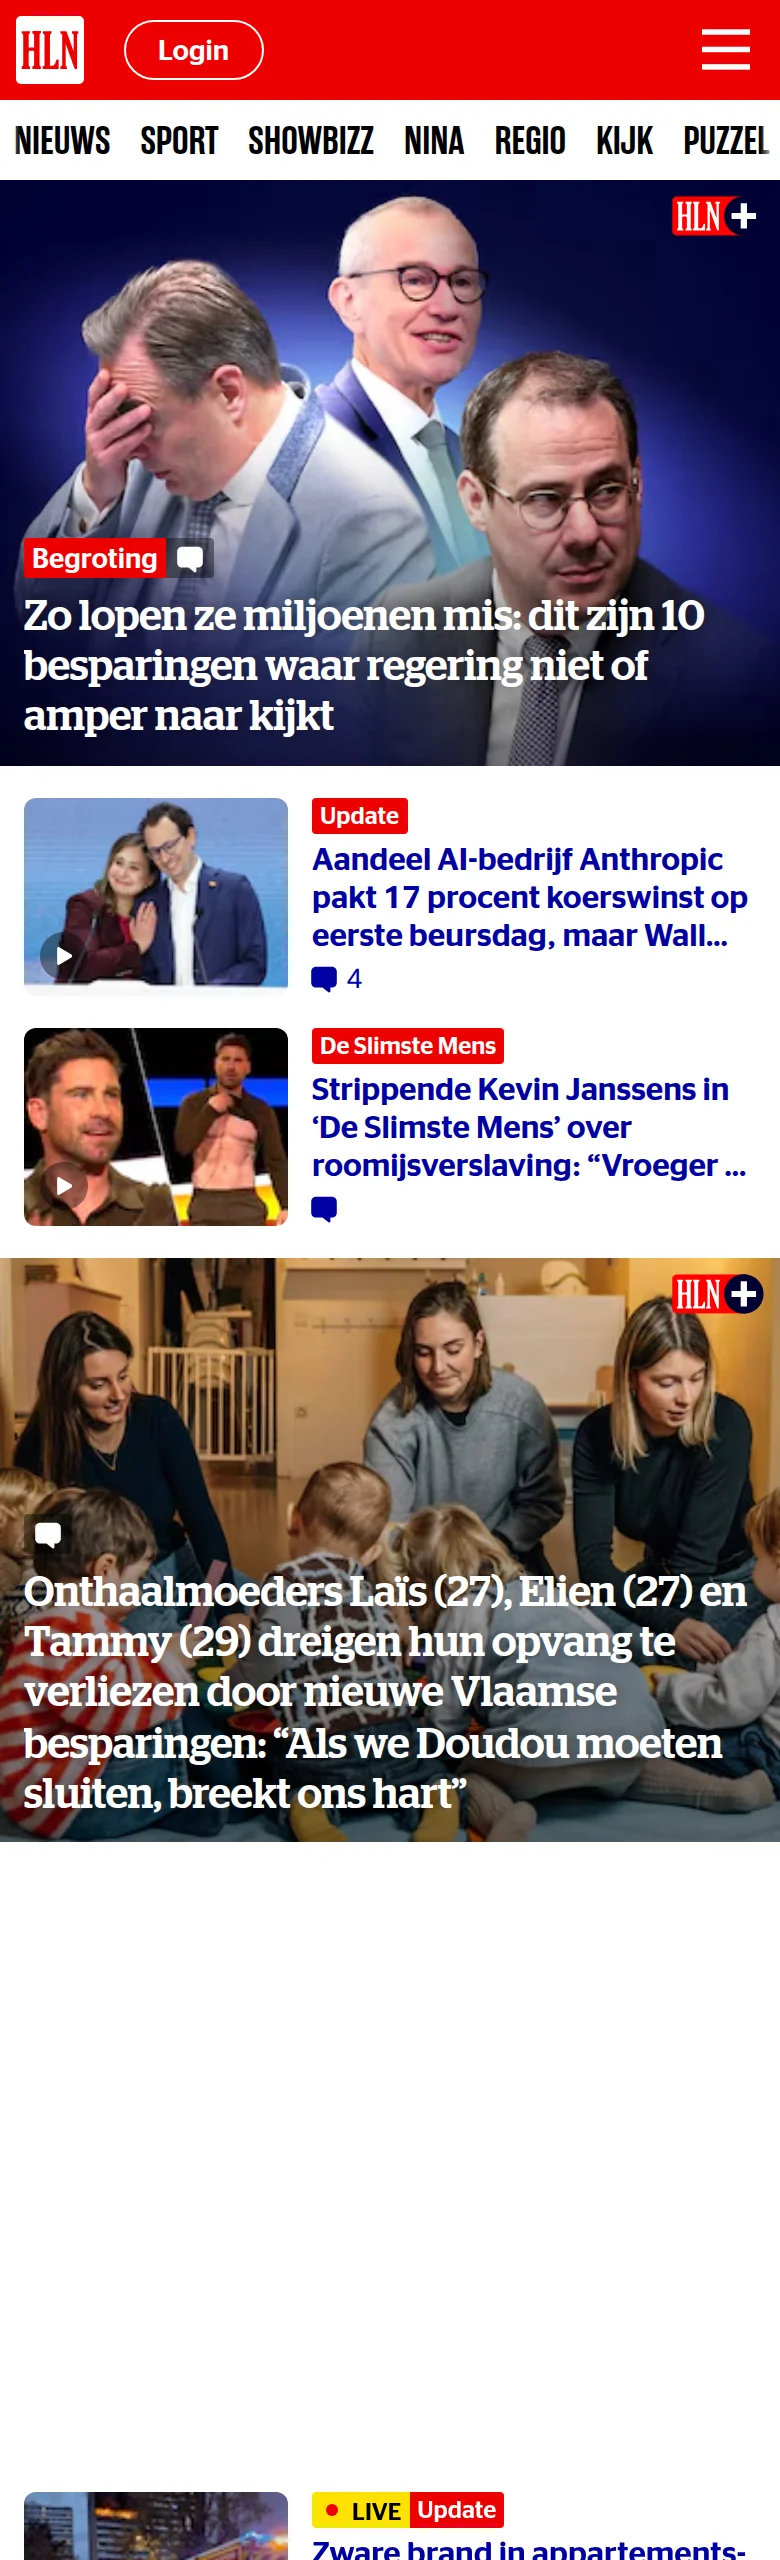 HLN
Login
NIEUWS SPORT SHOWBIZZ NINA REGIO KIJK PUZZEL
HLN+
Begroting
Zo lopen ze miljoenen mis: dit zijn 10
besparingen waar regering niet of
amper naar kijkt
Update
Aandeel AI-bedrijf Anthropic
pakt 17 procent koerswinst op
eerste beursdag, maar Wall...
4
De Slimste Mens
Strippende Kevin Janssens in
‘De Slimste Mens’ over
roomijsverslaving: “Vroeger ...
HLN+
Onthaalmoeders Laïs (27), Elien (27) en
Tammy (29) dreigen hun opvang te
verliezen door nieuwe Vlaamse
besparingen: “Als we Doudou moeten
sluiten, breekt ons hart”
LIVE Update
Zware brand in appartements-